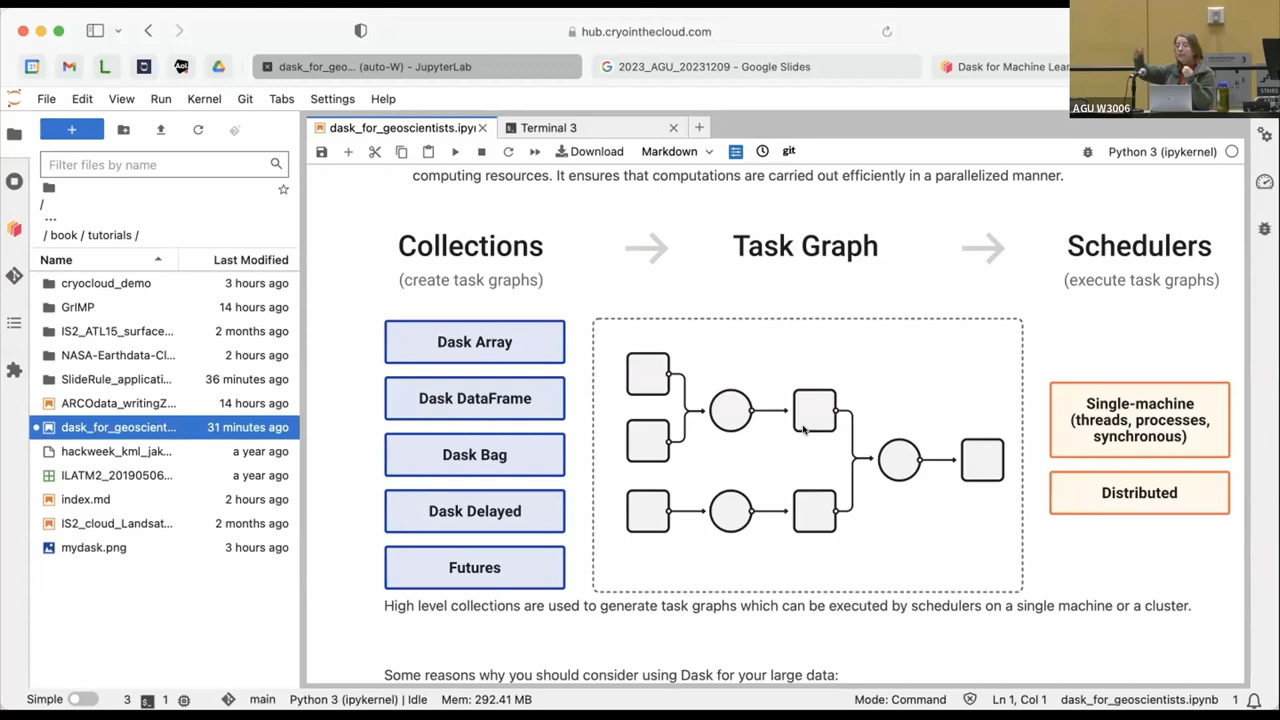 hub.cryointhecloud.com
dask_for_geo... (auto-W) - JupyterLab
2023_AGU_20231209 - Google Slides
Dask for Machine Lear
AGU W3006
File Edit View Run Kernel Git Tabs Settings Help
dask_for_geoscientists.ipyn
Terminal 3
Download
Markdown
git
Python 3 (ipykernel)
Filter files by name
/
...
/ book / tutorials /
Name Last Modified
cryocloud_demo 3 hours ago
GrIMP 14 hours ago
IS2_ATL15_surface... 2 months ago
NASA-Earthdata-Cl... 2 hours ago
SlideRule_applicati... 36 minutes ago
ARCOdata_writingZ... 14 hours ago
dask_for_geoscient... 31 minutes ago
hackweek_kml_jak... a year ago
ILATM2_20190506... a year ago
index.md 2 hours ago
IS2_cloud_Landsat... 2 months ago
mydask.png 3 hours ago
computing resources. It ensures that computations are carried out efficiently in a parallelized manner.
Collections
(create task graphs)
Task Graph
Schedulers
(execute task graphs)
Dask Array
Dask DataFrame
Dask Bag
Dask Delayed
Futures
Single-machine
(threads, processes,
synchronous)
Distributed
High level collections are used to generate task graphs which can be executed by schedulers on a single machine or a cluster.
Some reasons why you should consider using Dask for your large data:
Simple 3 1 main Python 3 (ipykernel) | Idle Mem: 292.41 MB Mode: Command Ln 1, Col 1 dask_for_geoscientists.ipynb 1